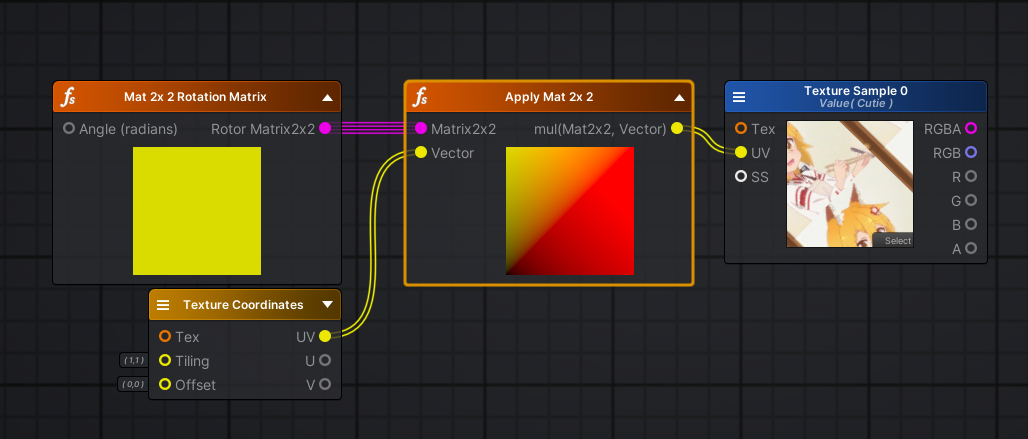 fs Mat 2x 2 Rotation Matrix
Angle (radians) Rotor Matrix2x2
fs Apply Mat 2x 2
Matrix2x2 mul(Mat2x2, Vector)
Vector
Texture Sample 0
Value( Cutie )
Tex RGBA
UV RGB
SS R
G
B
A
Select
Texture Coordinates
Tex UV
(1,1) Tiling U
(0,0) Offset V